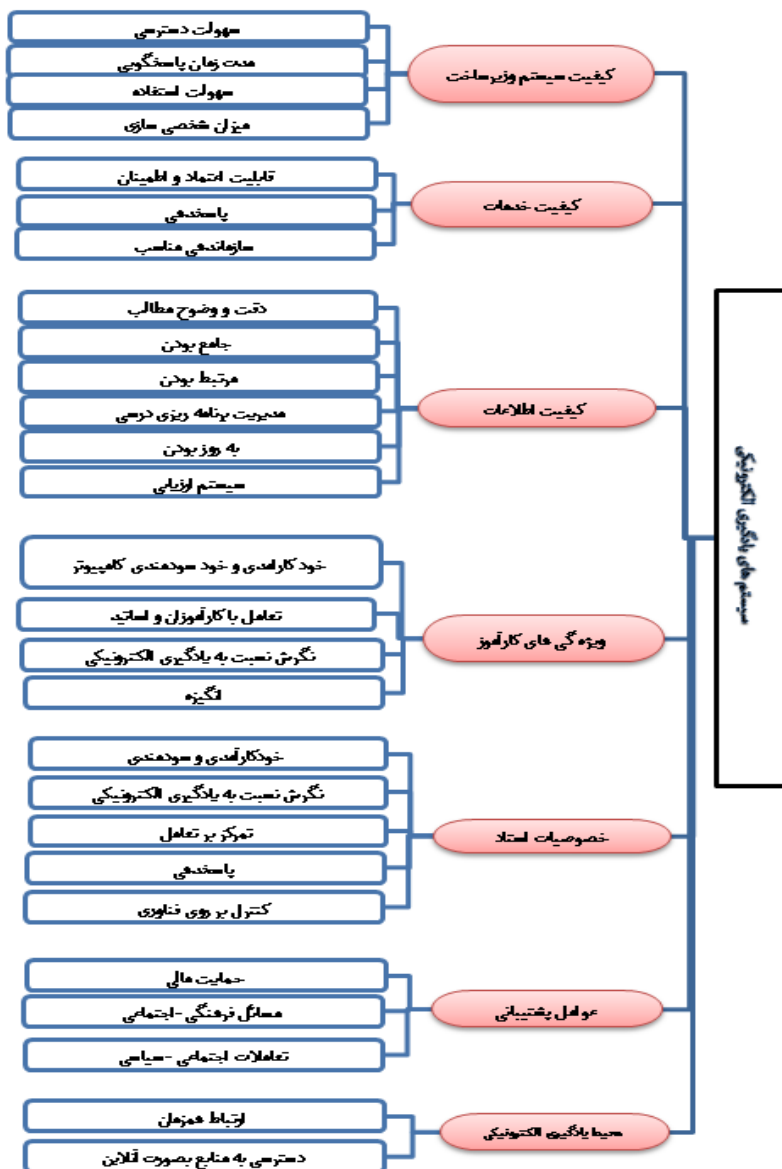 سیستم های یادگیری الکترونیکی
کیفیت سیستم وزیرساخت
سهولت دسترسی
مدت زمان پاسخگویی
سهولت استفاده
میزان شخصی سازی
کیفیت خدمات
قابلیت اعتماد و اطمینان
پاسخدهی
سازماندهی مناسب
کیفیت اطلاعات
دقت و وضوح مطالب
جامع بودن
مرتبط بودن
مدیریت برنامه ریزی درسی
به روز بودن
سیستم ارزیابی
ویژه گی های کارآموز
خود کارامدی و خود سودمندی کامپیوتر
تعامل با کارآموزان و اساتید
نگرش نسبت به یادگیری الکترونیکی
انگیزه
خصوصیات استاد
خودکارآمدی و سودمندی
نگرش نسبت به یادگیری الکترونیکی
تمرکز بر تعامل
پاسخدهی
کنترل بر روی فناوری
عوامل پشتیبانی
حمایت مالی
مسائل فرهنگی -اجتماعی
تعاملات اجتماعی -سیاسی
محیط یادگیری الکترونیکی
ارتباط همزمان
دسترسی به منابع بصورت آنلاین